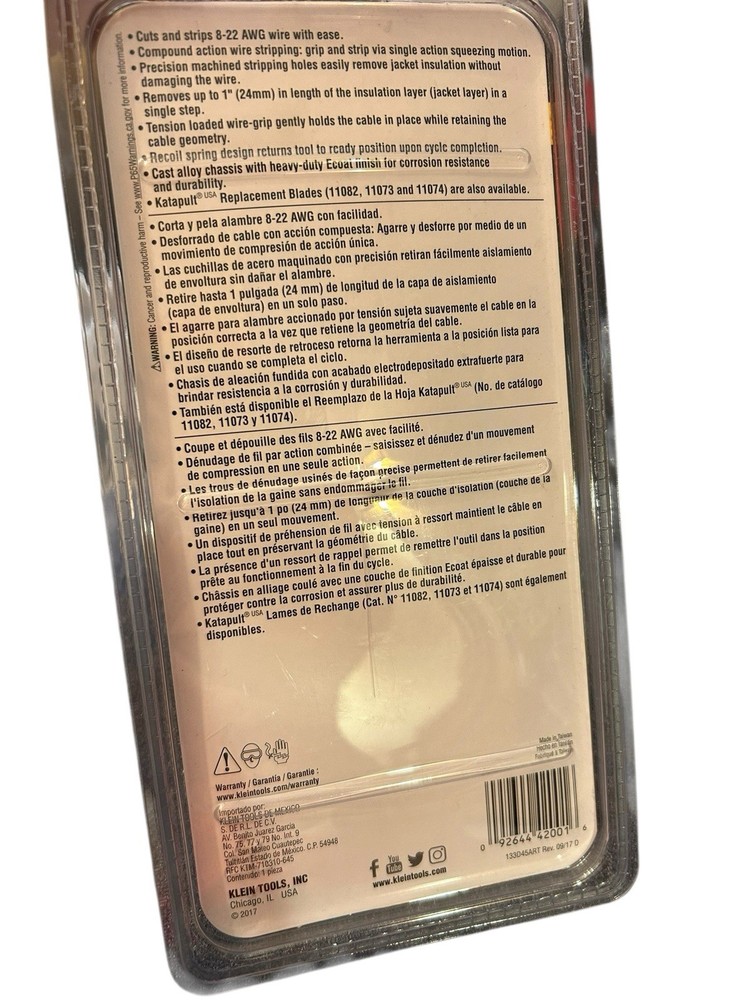 • Cuts and strips 8-22 AWG wire with ease.
• Compound action wire stripping: grip and strip via single action squeezing motion.
• Precision machined stripping holes easily remove jacket insulation without
damaging the wire.
• Removes up to 1" (24mm) in length of the insulation layer (jacket layer) in a
single step.
• Tension loaded wire-grip gently holds the cable in place while retaining the
cable geometry.
• Recoil spring design returns tool to ready position upon cycle completion.
• Cast alloy chassis with heavy-duty Ecoat finish for corrosion resistance
and durability.
• Katapult® USA Replacement Blades (11082, 11073 and 11074) are also available.
⚠WARNING: Cancer and reproductive harm – See www.P65Warnings.ca.gov for more information.
• Corta y pela alambre 8-22 AWG con facilidad.
• Desforrado de cable con acción compuesta: Agarre y desforre por medio de un
movimiento de compresión de acción única.
• Las cuchillas de acero maquinado con precisión retiran fácilmente aislamiento
de envoltura sin dañar el alambre.
• Retire hasta 1 pulgada (24 mm) de longitud de la capa de aislamiento
(capa de envoltura) en un solo paso.
• El agarre para alambre accionado por tensión sujeta suavemente el cable en la
posición correcta a la vez que retiene la geometría del cable.
• El diseño de resorte de retroceso retorna la herramienta a la posición lista para
el uso cuando se completa el ciclo.
• Chasis de aleación fundida con acabado electrodepositado extrafuerte para
brindar resistencia a la corrosión y durabilidad.
• También está disponible el Reemplazo de la Hoja Katapult® USA (No. de catálogo
11082, 11073 y 11074).
• Coupe et dépouille des fils 8-22 AWG avec facilité.
• Dénudage de fil par action combinée – saisissez et dénudez d'un mouvement
de compression en une seule action.
• Les trous de dénudage usinés de façon précise permettent de retirer facilement
l'isolation de la gaine sans endommager le fil.
• Retirez jusqu'à 1 po (24 mm) de longueur de la couche d'isolation (couche de la
gaine) en un seul mouvement.
• Un dispositif de préhension de fil avec tension à ressort maintient le câble en
place tout en préservant la géométrie du câble.
• La présence d'un ressort de rappel permet de remettre l'outil dans la position
prête au fonctionnement à la fin du cycle.
• Châssis en alliage coulé avec une couche de finition Ecoat épaisse et durable pour
protéger contre la corrosion et assurer plus de durabilité.
• Katapult® USA Lames de Rechange (Cat. N° 11082, 11073 et 11074) sont également
disponibles.
Made in Taiwan
Hecho en Taiwán
Fabriqué à Taïwan
Warranty / Garantia / Garantie :
www.kleintools.com/warranty
Importado por:
KLEIN TOOLS DE MEXICO
S. DE R.L. DE C.V.
AV. Benito Juarez Garcia
No. 75, 77 y 79 No. Int. 9
Col. San Mateo Cuautepec
Tultitlán Estado de México. C.P. 54948
RFC KIM-710310-645
Contenido: 1 pieza
KLEIN TOOLS, INC
Chicago, IL USA
© 2017
You Tube
www.kleintools.com
0 92644 42001 6
133045ART Rev. 09/17 D